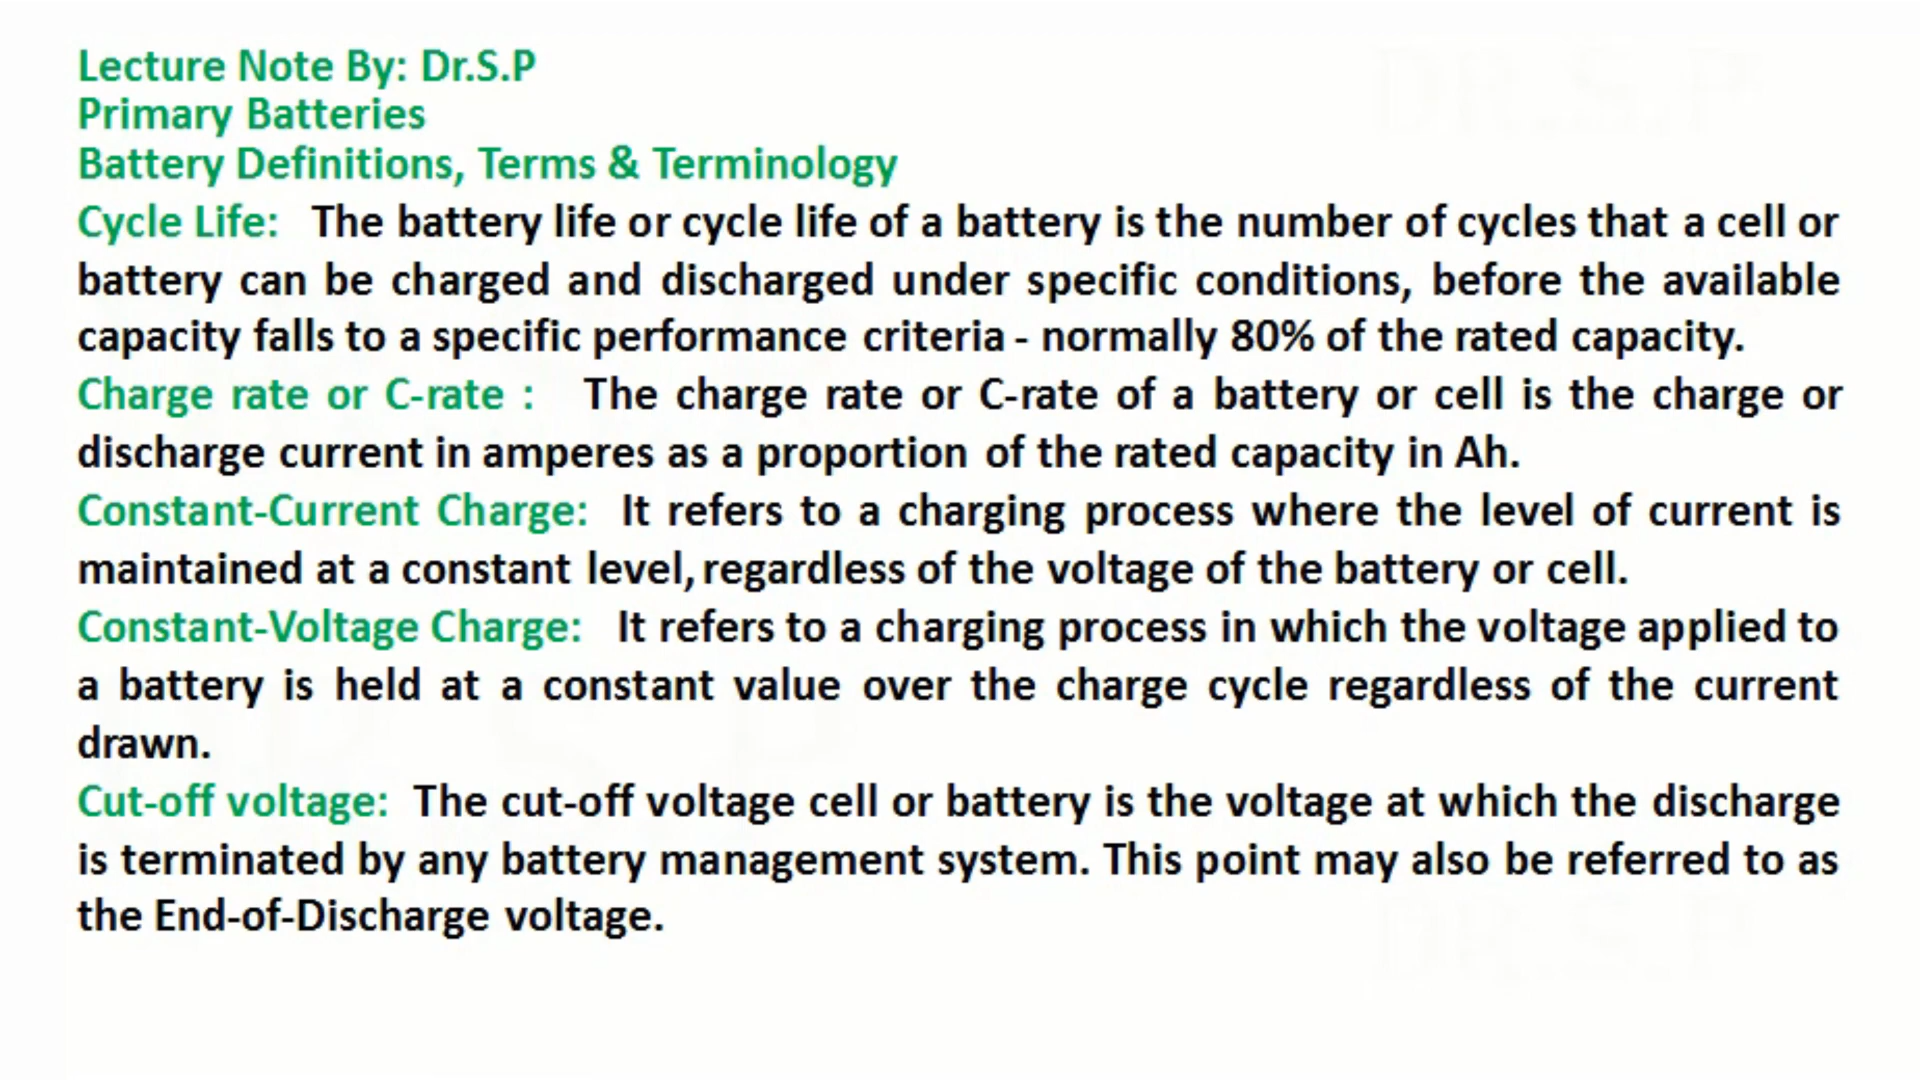 Lecture Note By: Dr.S.P
Primary Batteries
Battery Definitions, Terms & Terminology
Cycle Life: The battery life or cycle life of a battery is the number of cycles that a cell or
battery can be charged and discharged under specific conditions, before the available
capacity falls to a specific performance criteria - normally 80% of the rated capacity.
Charge rate or C-rate : The charge rate or C-rate of a battery or cell is the charge or
discharge current in amperes as a proportion of the rated capacity in Ah.
Constant-Current Charge: It refers to a charging process where the level of current is
maintained at a constant level, regardless of the voltage of the battery or cell.
Constant-Voltage Charge: It refers to a charging process in which the voltage applied to
a battery is held at a constant value over the charge cycle regardless of the current
drawn.
Cut-off voltage: The cut-off voltage cell or battery is the voltage at which the discharge
is terminated by any battery management system. This point may also be referred to as
the End-of-Discharge voltage.